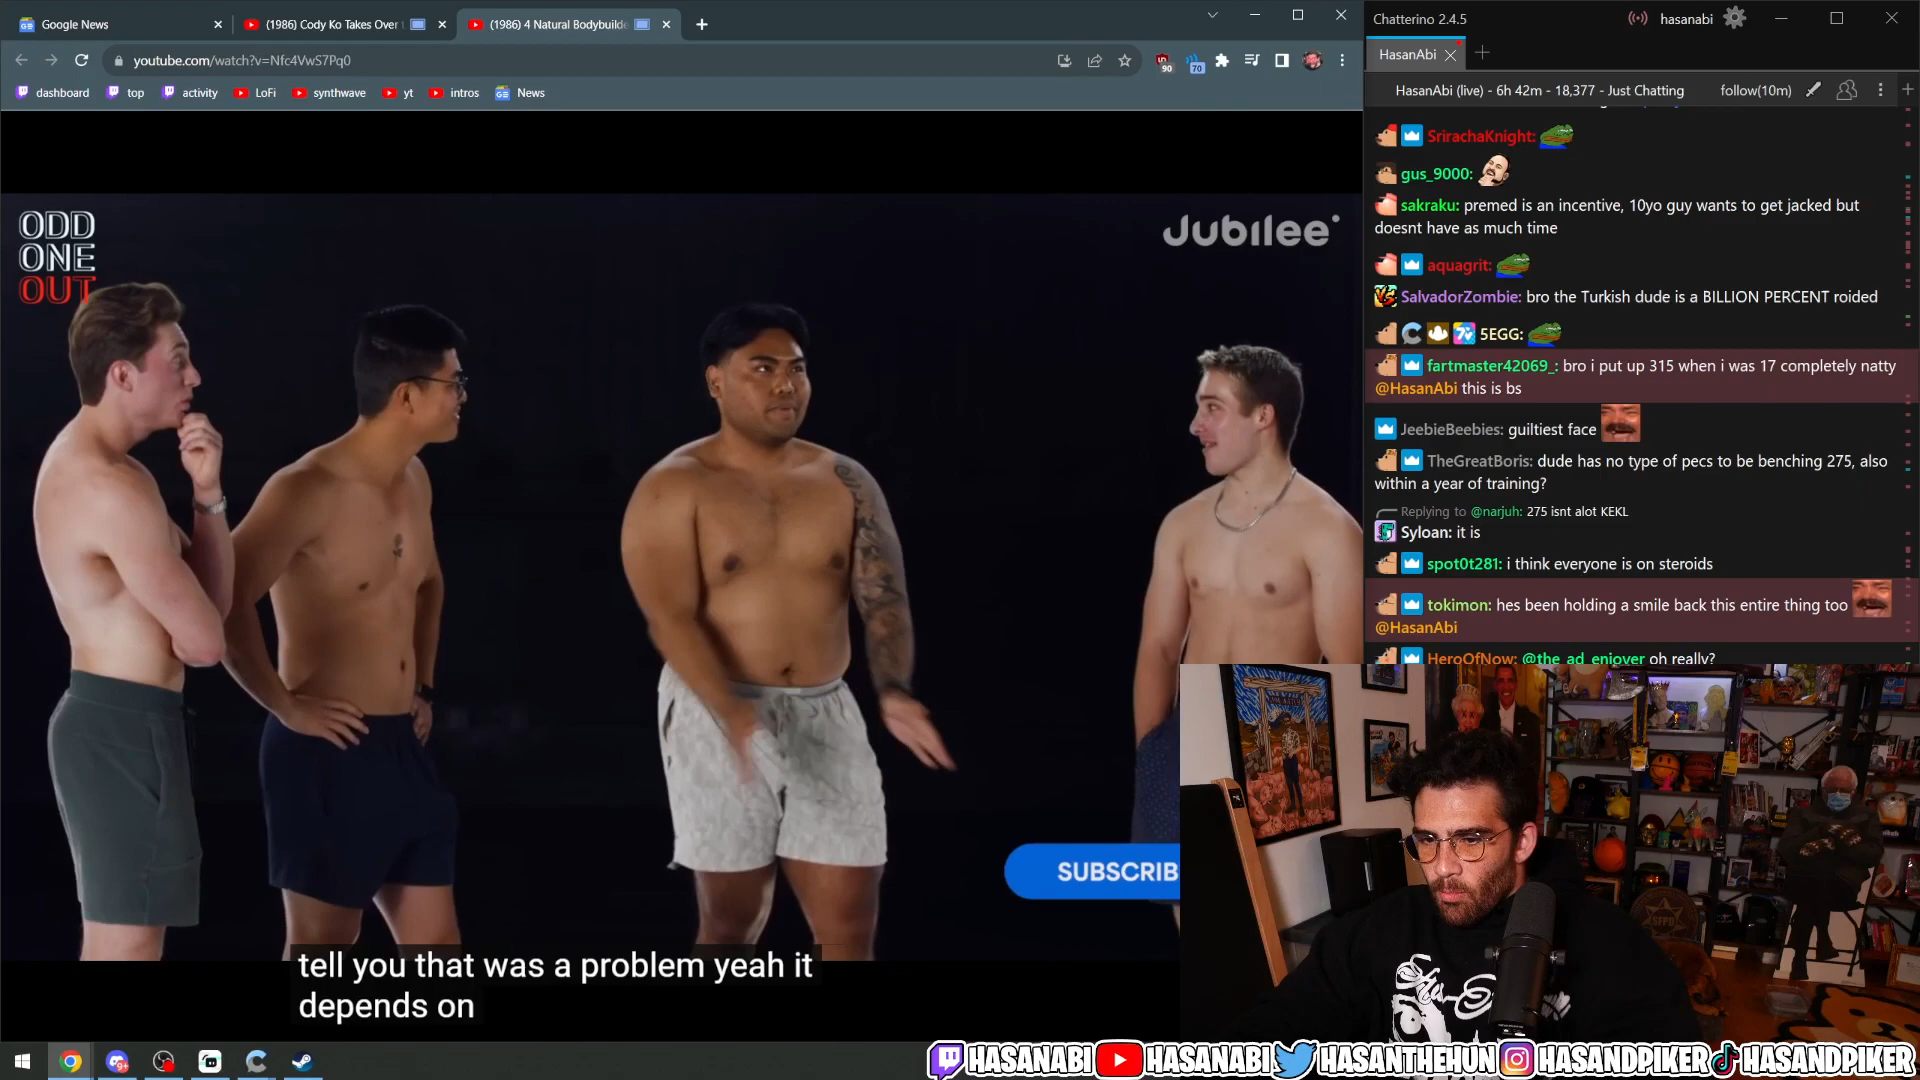 Google News
(1986) Cody Ko Takes Over
(1986) 4 Natural Bodybuilde
youtube.com/watch?v=Nfc4VwS7Pq0
90
70
dashboard
top
activity
LoFi
synthwave
yt
intros
News
ODD
ONE
OUT
Jubilee
SUBSCRIB
tell you that was a problem yeah it
depends on
Chatterino 2.4.5
hasanabi
HasanAbi
HasanAbi (live) - 6h 42m - 18,377 - Just Chatting
follow(10m)
SrirachaKnight:
gus_9000:
sakraku: premed is an incentive, 10yo guy wants to get jacked but
doesnt have as much time
aquagrit:
SalvadorZombie: bro the Turkish dude is a BILLION PERCENT roided
5EGG:
fartmaster42069_: bro i put up 315 when i was 17 completely natty
@HasanAbi this is bs
JeebieBeebies: guiltiest face
TheGreatBoris: dude has no type of pecs to be benching 275, also
within a year of training?
Replying to @narjuh: 275 isnt alot KEKL
Syloan: it is
spot0t281: i think everyone is on steroids
tokimon: hes been holding a smile back this entire thing too
@HasanAbi
HeroOfNow: @the_ad_enjoyer oh really?
HASANABI
HASANABI
HASANTHEHUN
HASANDPIKER
HASANDPIKER